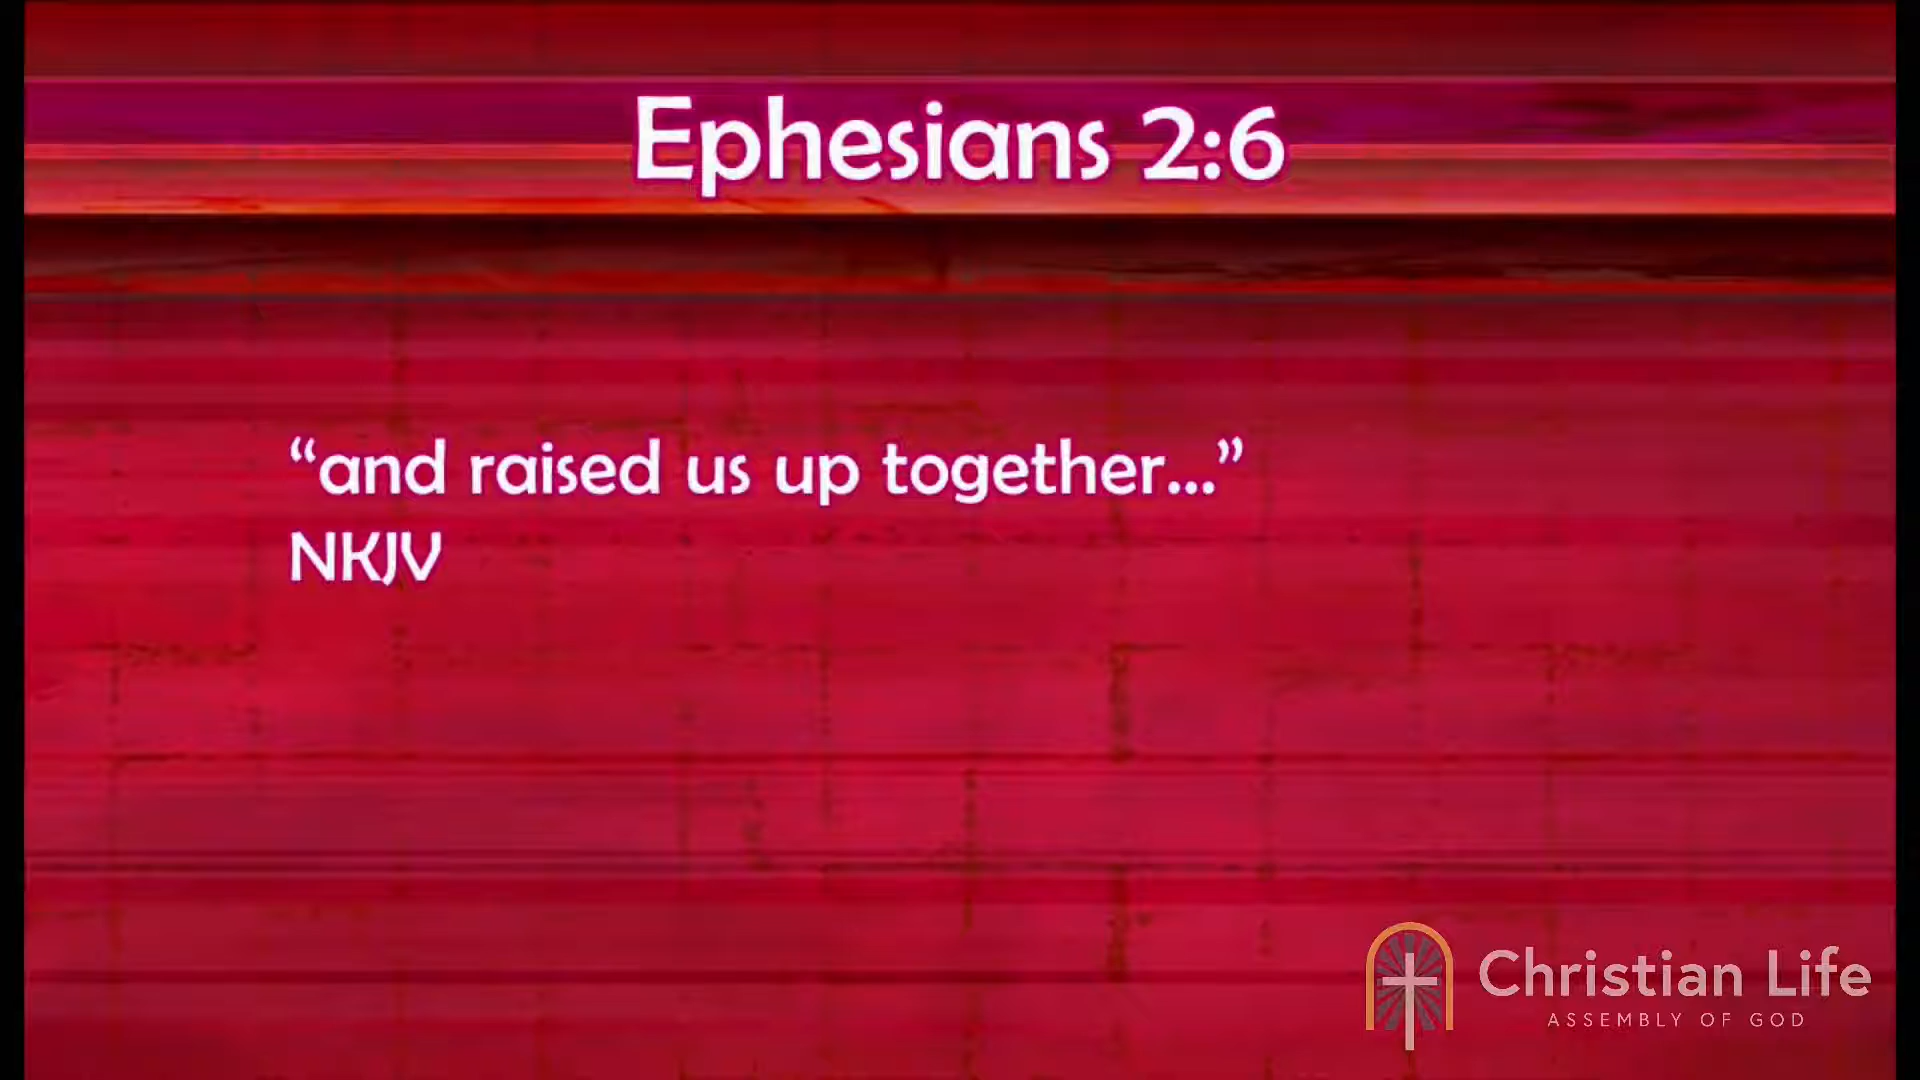 Ephesians 2:6
“and raised us up together...”
NKJV
Christian Life
ASSEMBLY OF GOD